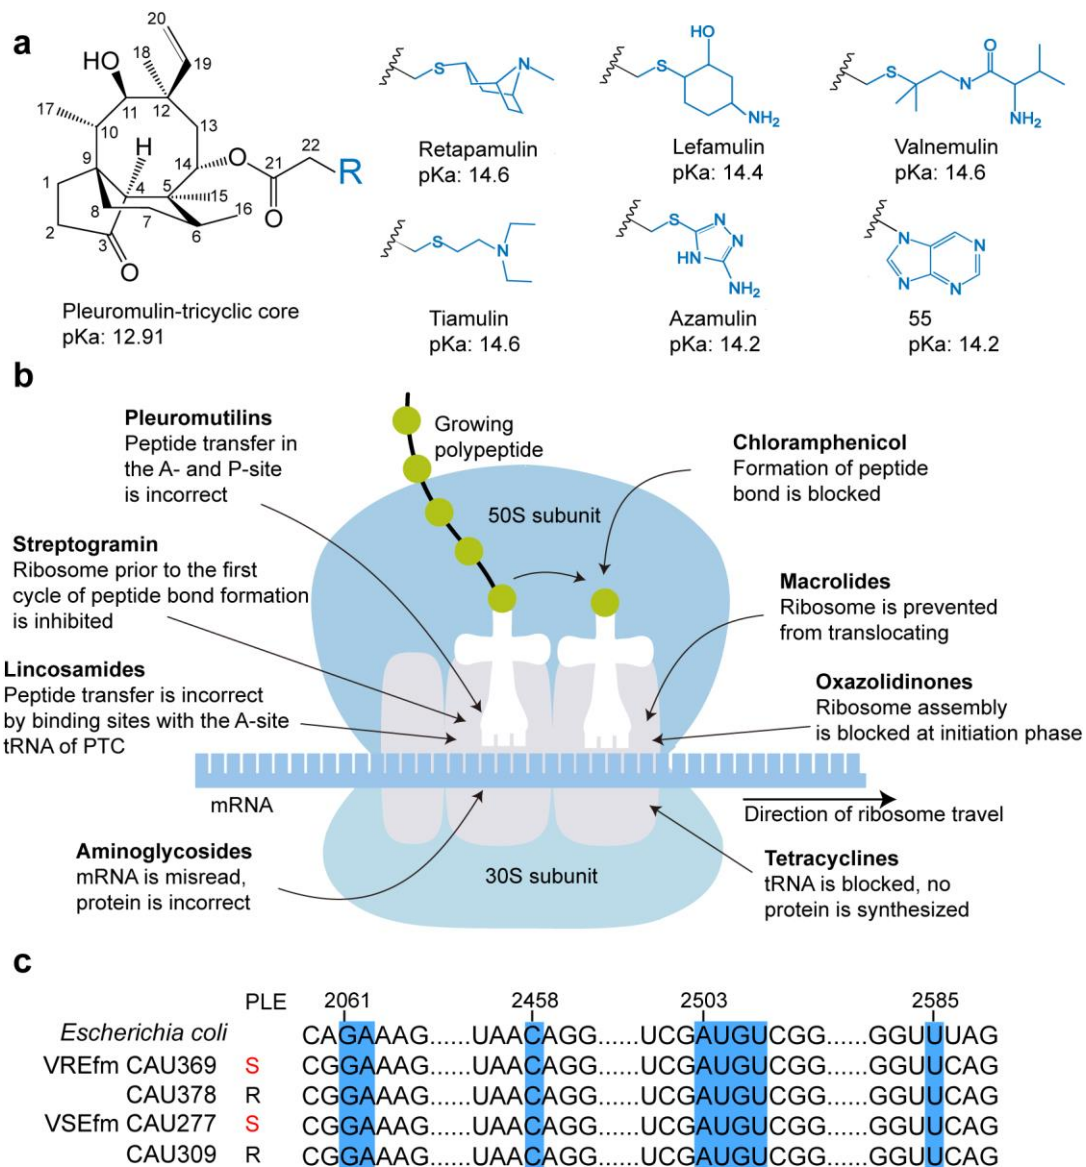 a
20
18
19
HO
11
12
17
10
13
H
14
O
22
21
R
9
1
4
5
15
O
8
7
16
2
6
3
O
Pleuromulin-tricyclic core
pKa: 12.91
S
N
Retapamulin
pKa: 14.6
HO
S
NH2
Lefamulin
pKa: 14.4
O
S
N
H
NH2
Valnemulin
pKa: 14.6
S
N
Tiamulin
pKa: 14.6
S
N
N
HN
NH2
Azamulin
pKa: 14.2
N
N
N
N
55
pKa: 14.2
b
Pleuromutilins
Peptide transfer in
the A- and P-site
is incorrect
Growing
polypeptide
Chloramphenicol
Formation of peptide
bond is blocked
50S subunit
Streptogramin
Ribosome prior to the first
cycle of peptide bond formation
is inhibited
Macrolides
Ribosome is prevented
from translocating
Lincosamides
Peptide transfer is incorrect
by binding sites with the A-site
tRNA of PTC
Oxazolidinones
Ribosome assembly
is blocked at initiation phase
mRNA
Direction of ribosome travel
Aminoglycosides
mRNA is misread,
protein is incorrect
30S subunit
Tetracyclines
tRNA is blocked, no
protein is synthesized
c
PLE 2061 2458 2503 2585
Escherichia coli CAGAAAG......UAACAGG......UCGAUGUCGG......GGUUUAG
VREfm CAU369 S CGGAAAG......UAACAGG......UCGAUGUCGG......GGUUCAG
CAU378 R CGGAAAG......UAACAGG......UCGAUGUCGG......GGUUCAG
VSEfm CAU277 S CGGAAAG......UAACAGG......UCGAUGUCGG......GGUUCAG
CAU309 R CGGAAAG......UAACAGG......UCGAUGUCGG......GGUUCAG